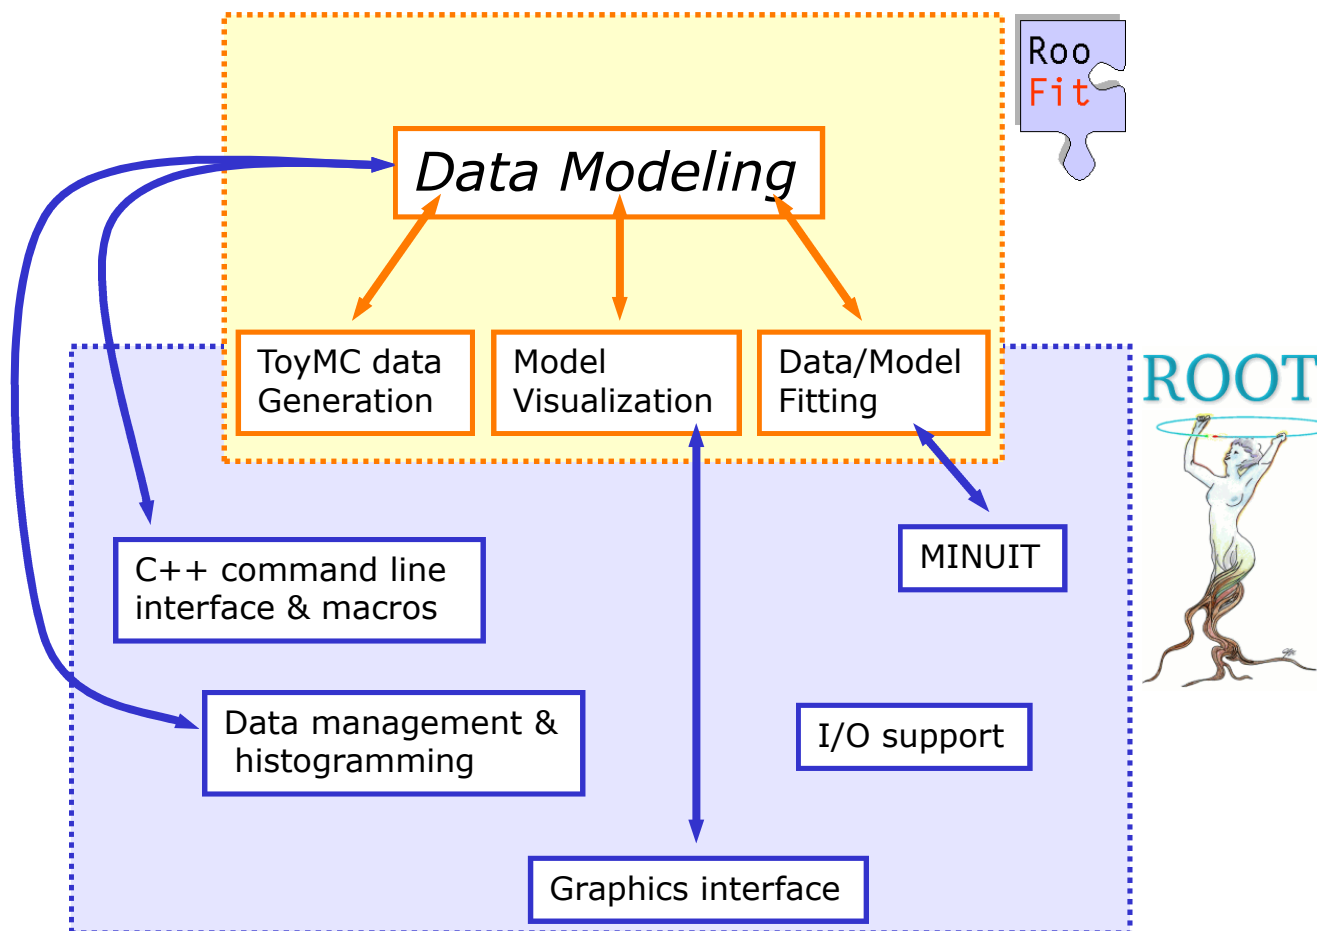 Roo
Fit
Data Modeling
ToyMC data
Generation
Model
Visualization
Data/Model
Fitting
ROOT
C++ command line
interface & macros
MINUIT
Data management &
histogramming
I/O support
Graphics interface